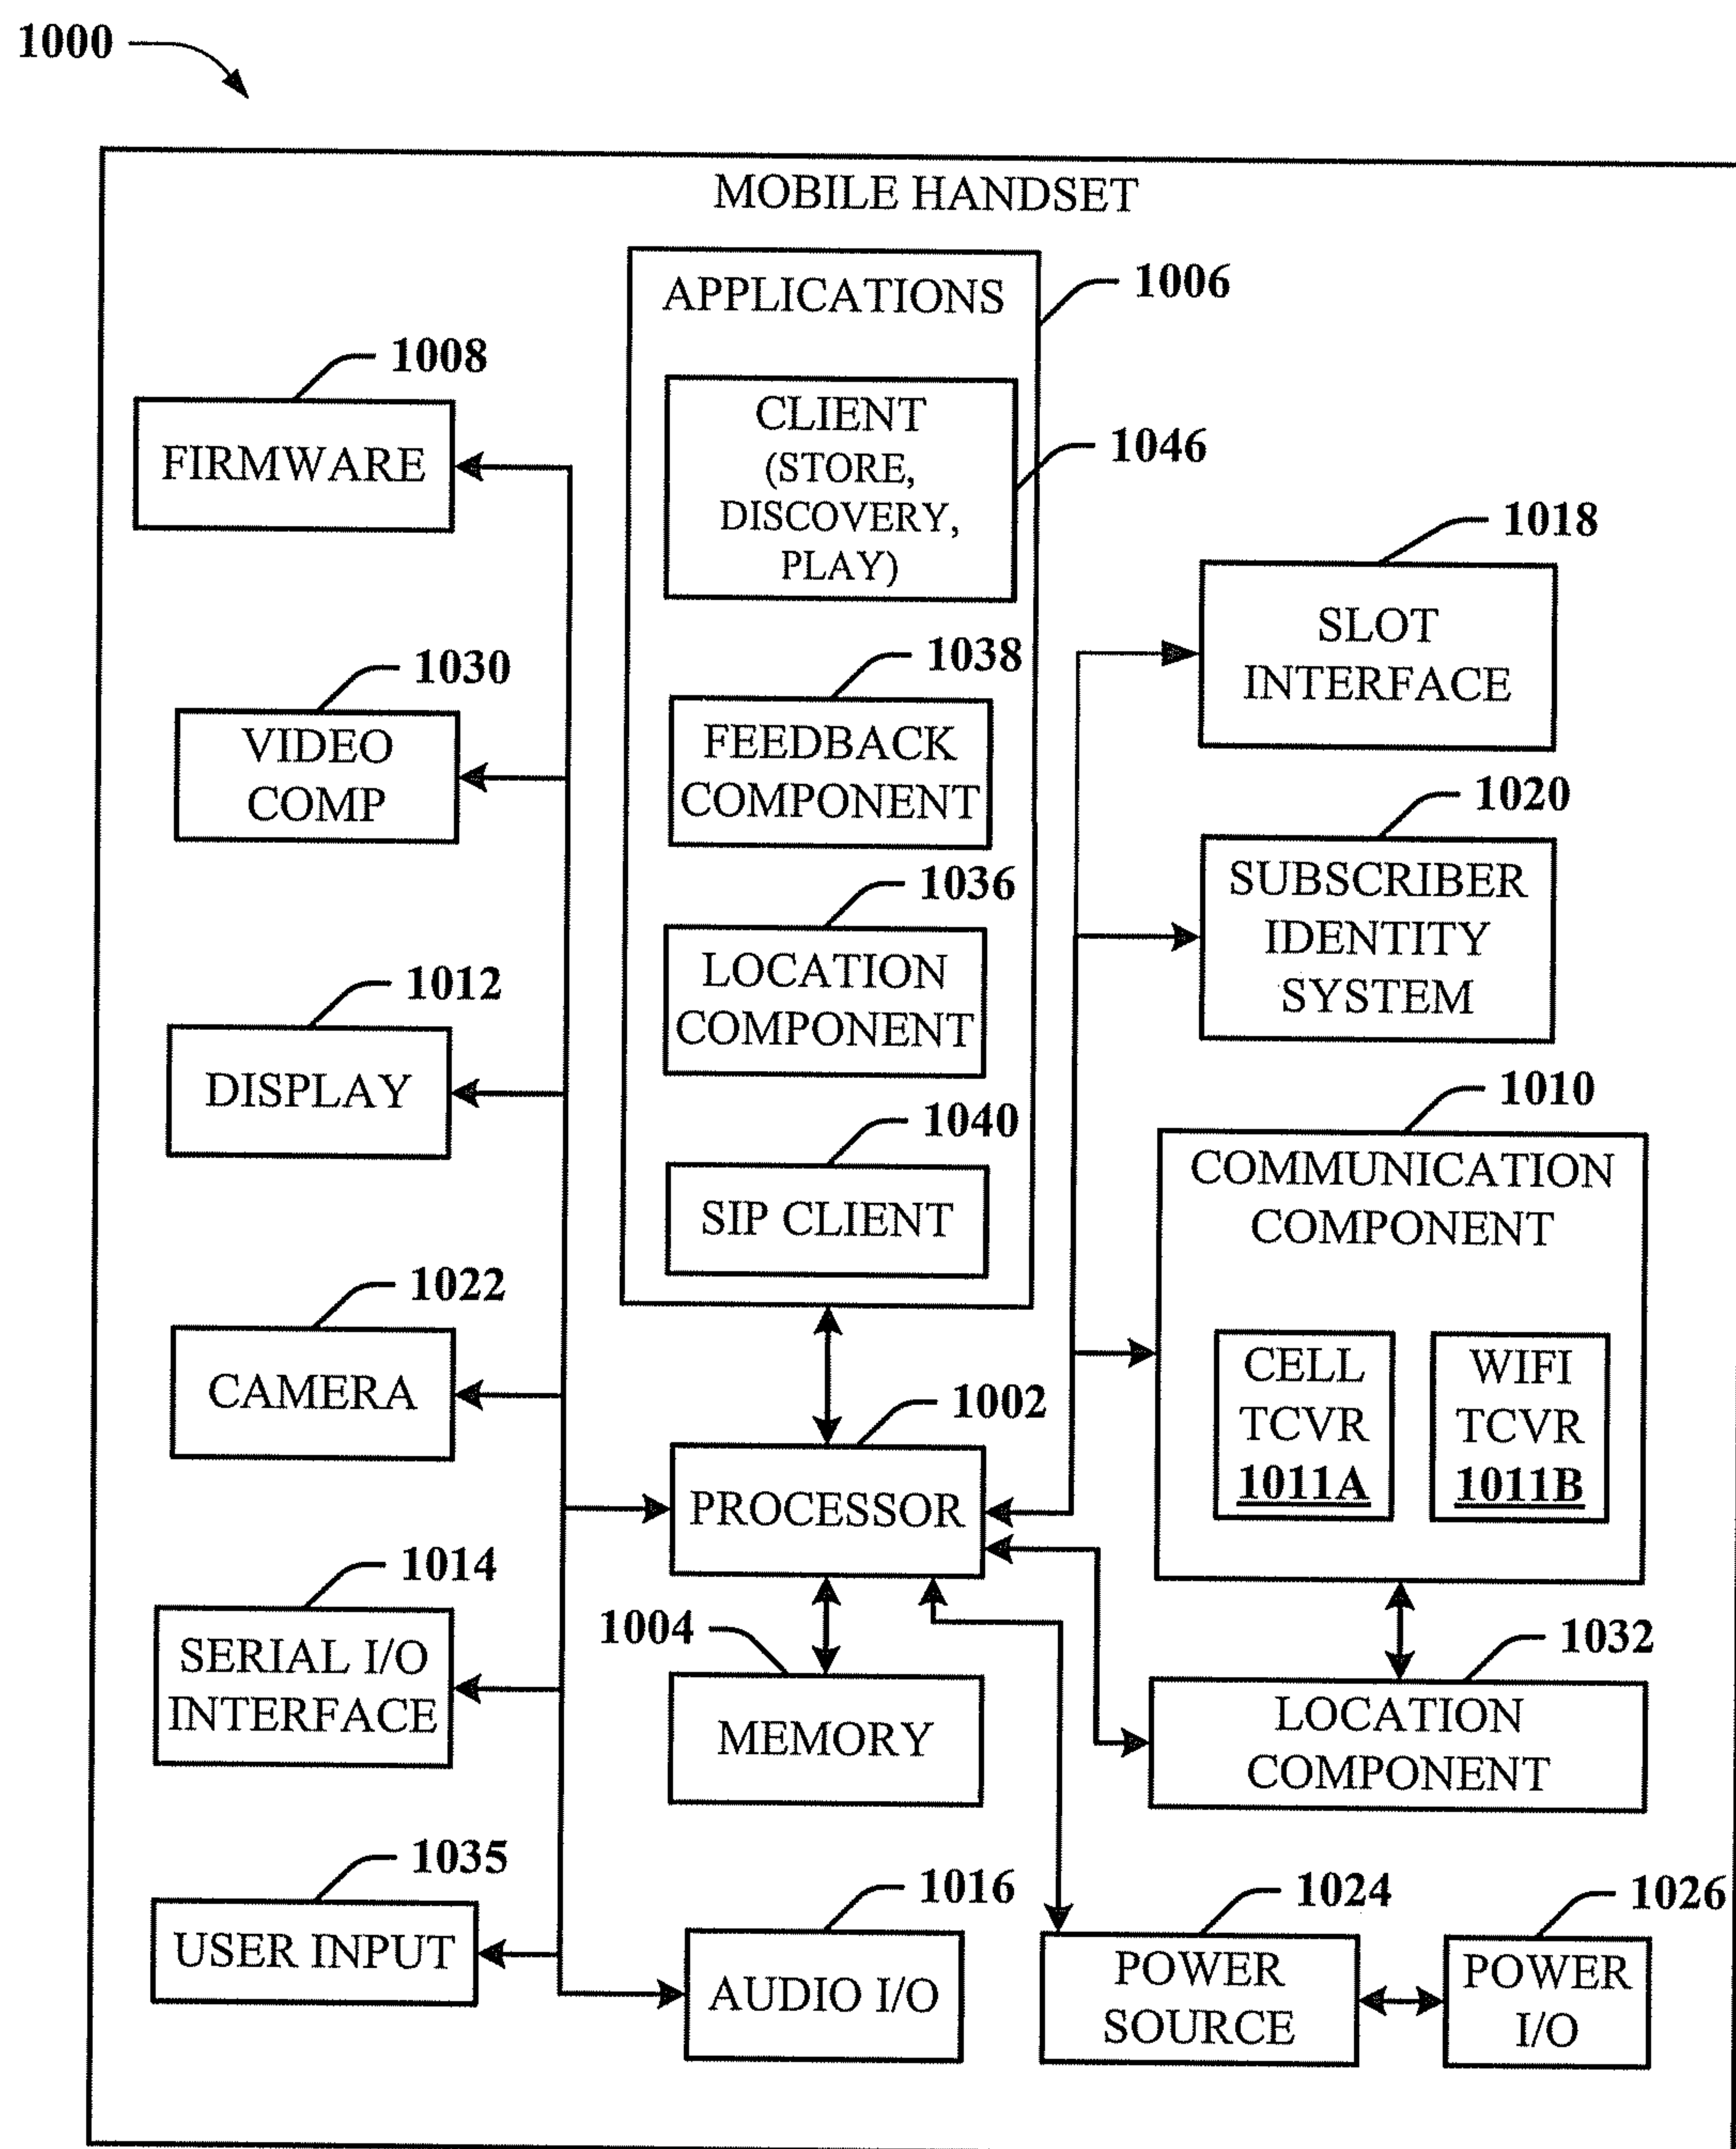 1000
MOBILE HANDSET
APPLICATIONS
1006
CLIENT
(STORE,
DISCOVERY,
PLAY)
1046
1038
FEEDBACK
COMPONENT
1036
LOCATION
COMPONENT
1040
SIP CLIENT
1008
FIRMWARE
1030
VIDEO
COMP
1012
DISPLAY
1022
CAMERA
1014
SERIAL I/O
INTERFACE
1035
USER INPUT
1002
PROCESSOR
1004
MEMORY
1016
AUDIO I/O
1018
SLOT
INTERFACE
1020
SUBSCRIBER
IDENTITY
SYSTEM
1010
COMMUNICATION
COMPONENT
CELL
TCVR
1011A
WIFI
TCVR
1011B
1032
LOCATION
COMPONENT
1024
POWER
SOURCE
1026
POWER
I/O